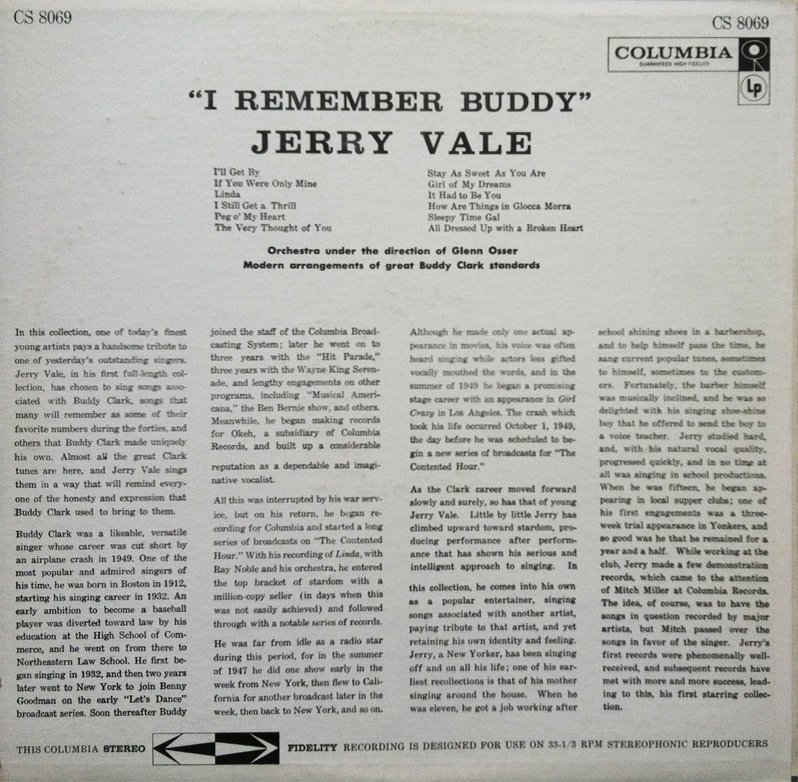 CS 8069
CS 8069
COLUMBIA
GUARANTEED HIGH FIDELITY
Lp
"I REMEMBER BUDDY"
JERRY VALE
I'll Get By
If You Were Only Mine
Linda
I Still Get a Thrill
Peg o' My Heart
The Very Thought of You
Stay As Sweet As You Are
Girl of My Dreams
It Had to Be You
How Are Things in Glocca Morra
Sleepy Time Gal
All Dressed Up with a Broken Heart
Orchestra under the direction of Glenn Osser
Modern arrangements of great Buddy Clark standards
In this collection, one of today's finest
young artists pays a handsome tribute to
one of yesterday's outstanding singers.
Jerry Vale, in his first full-length col-
lection, has chosen to sing songs asso-
ciated with Buddy Clark, songs that
many will remember as some of their
favorite numbers during the forties, and
others that Buddy Clark made uniquely
his own. Almost all the great Clark
tunes are here, and Jerry Vale sings
them in a way that will remind every-
one of the honesty and expression that
Buddy Clark used to bring to them.
Buddy Clark was a likeable, versatile
singer whose career was cut short by
an airplane crash in 1949. One of the
most popular and admired singers of
his time, he was born in Boston in 1912,
starting his singing career in 1932. An
early ambition to become a baseball
player was diverted toward law by his
education at the High School of Com-
merce, and he went on from there to
Northeastern Law School. He first be-
gan singing in 1932, and then two years
later went to New York to join Benny
Goodman on the early "Let's Dance"
broadcast series. Soon thereafter Buddy
joined the staff of the Columbia Broad-
casting System; later he went on to
three years with the "Hit Parade,"
three years with the Wayne King Seren-
ade, and lengthy engagements on other
programs, including "Musical Ameri-
cana," the Ben Bernie show, and others.
Meanwhile, he began making records
for Okeh, a subsidiary of Columbia
Records, and built up a considerable
reputation as a dependable and imagi-
native vocalist.
All this was interrupted by his war serv-
ice, but on his return, he began re-
cording for Columbia and started a long
series of broadcasts on "The Contented
Hour." With his recording of Linda, with
Ray Noble and his orchestra, he entered
the top bracket of stardom with a
million-copy seller (in days when this
was not easily achieved) and followed
through with a notable series of records.
He was far from idle as a radio star
during this period, for in the summer
of 1947 he did one show early in the
week from New York, then flew to Cali-
fornia for another broadcast later in the
week, then back to New York, and so on.
Although he made only one actual ap-
pearance in movies, his voice was often
heard singing while actors less gifted
vocally mouthed the words, and in the
summer of 1949 he began a promising
stage career with an appearance in Girl
Crazy in Los Angeles. The crash which
took his life occurred October 1, 1949,
the day before he was scheduled to be-
gin a new series of broadcasts for "The
Contented Hour."
As the Clark career moved forward
slowly and surely, so has that of young
Jerry Vale. Little by little Jerry has
climbed upward toward stardom, pro-
ducing performance after perform-
ance that has shown his serious and
intelligent approach to singing. In
this collection, he comes into his own
as a popular entertainer, singing
songs associated with another artist,
paying tribute to that artist, and yet
retaining his own identity and feeling.
Jerry, a New Yorker, has been singing
off and on all his life; one of his ear-
liest recollections is that of his mother
singing around the house. When he
was eleven, he got a job working after
school shining shoes in a barbershop,
and to help himself pass the time, he
sang current popular tunes, sometimes
to himself, sometimes to the custom-
ers. Fortunately, the barber himself
was musically inclined, and he was so
delighted with his singing shoe-shine
boy that he offered to send the boy to
a voice teacher. Jerry studied hard,
and, with his natural vocal quality,
progressed quickly, and in no time at
all was singing in school productions.
When he was fifteen, he began ap-
pearing in local supper clubs; one of
his first engagements was a three-
week trial appearance in Yonkers, and
so good was he that he remained for a
year and a half. While working at the
club, Jerry made a few demonstration
records, which came to the attention
of Mitch Miller at Columbia Records.
The idea, of course, was to have the
songs in question recorded by major
artists, but Mitch passed over the
songs in favor of the singer. Jerry's
first records were phenomenally well-
received, and subsequent records have
met with more and more success, lead-
ing to this, his first starring collec-
tion.
THIS COLUMBIA STEREO FIDELITY RECORDING IS DESIGNED FOR USE ON 33-1/3 RPM STEREOPHONIC REPRODUCERS